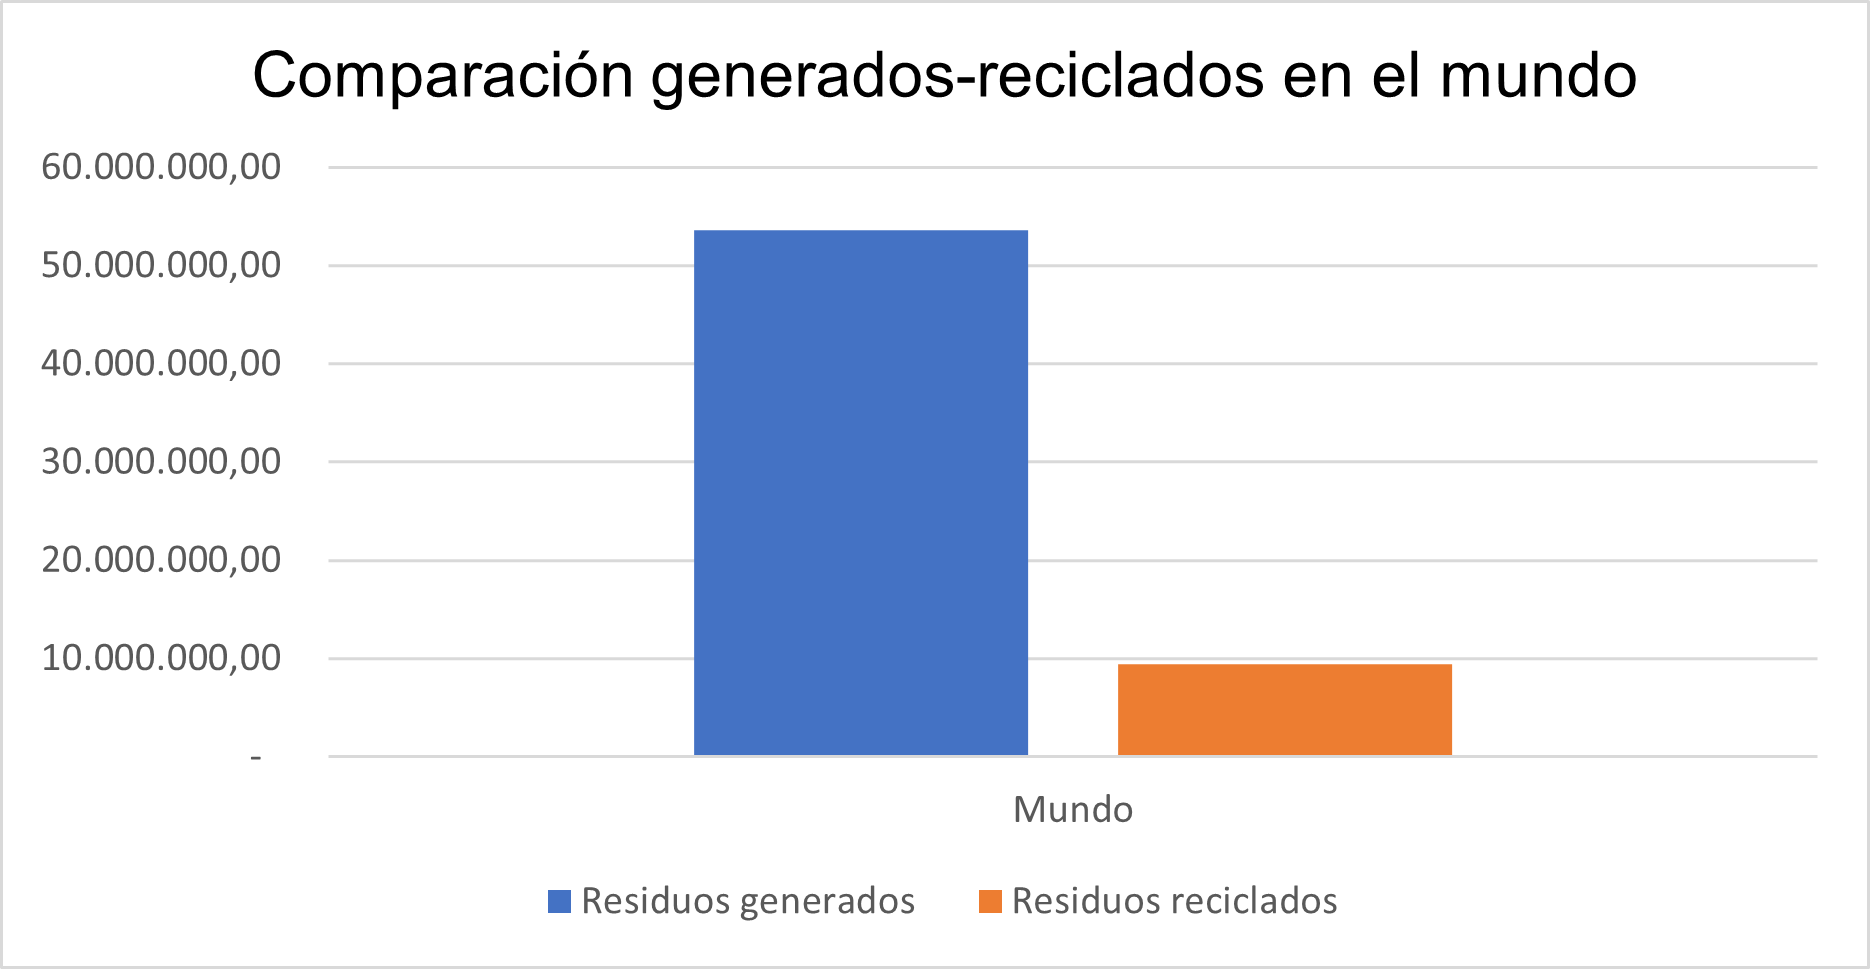 Comparación generados-reciclados en el mundo
60.000.000,00
50.000.000,00
40.000.000,00
30.000.000,00
20.000.000,00
10.000.000,00
-
Mundo
Residuos generados
Residuos reciclados